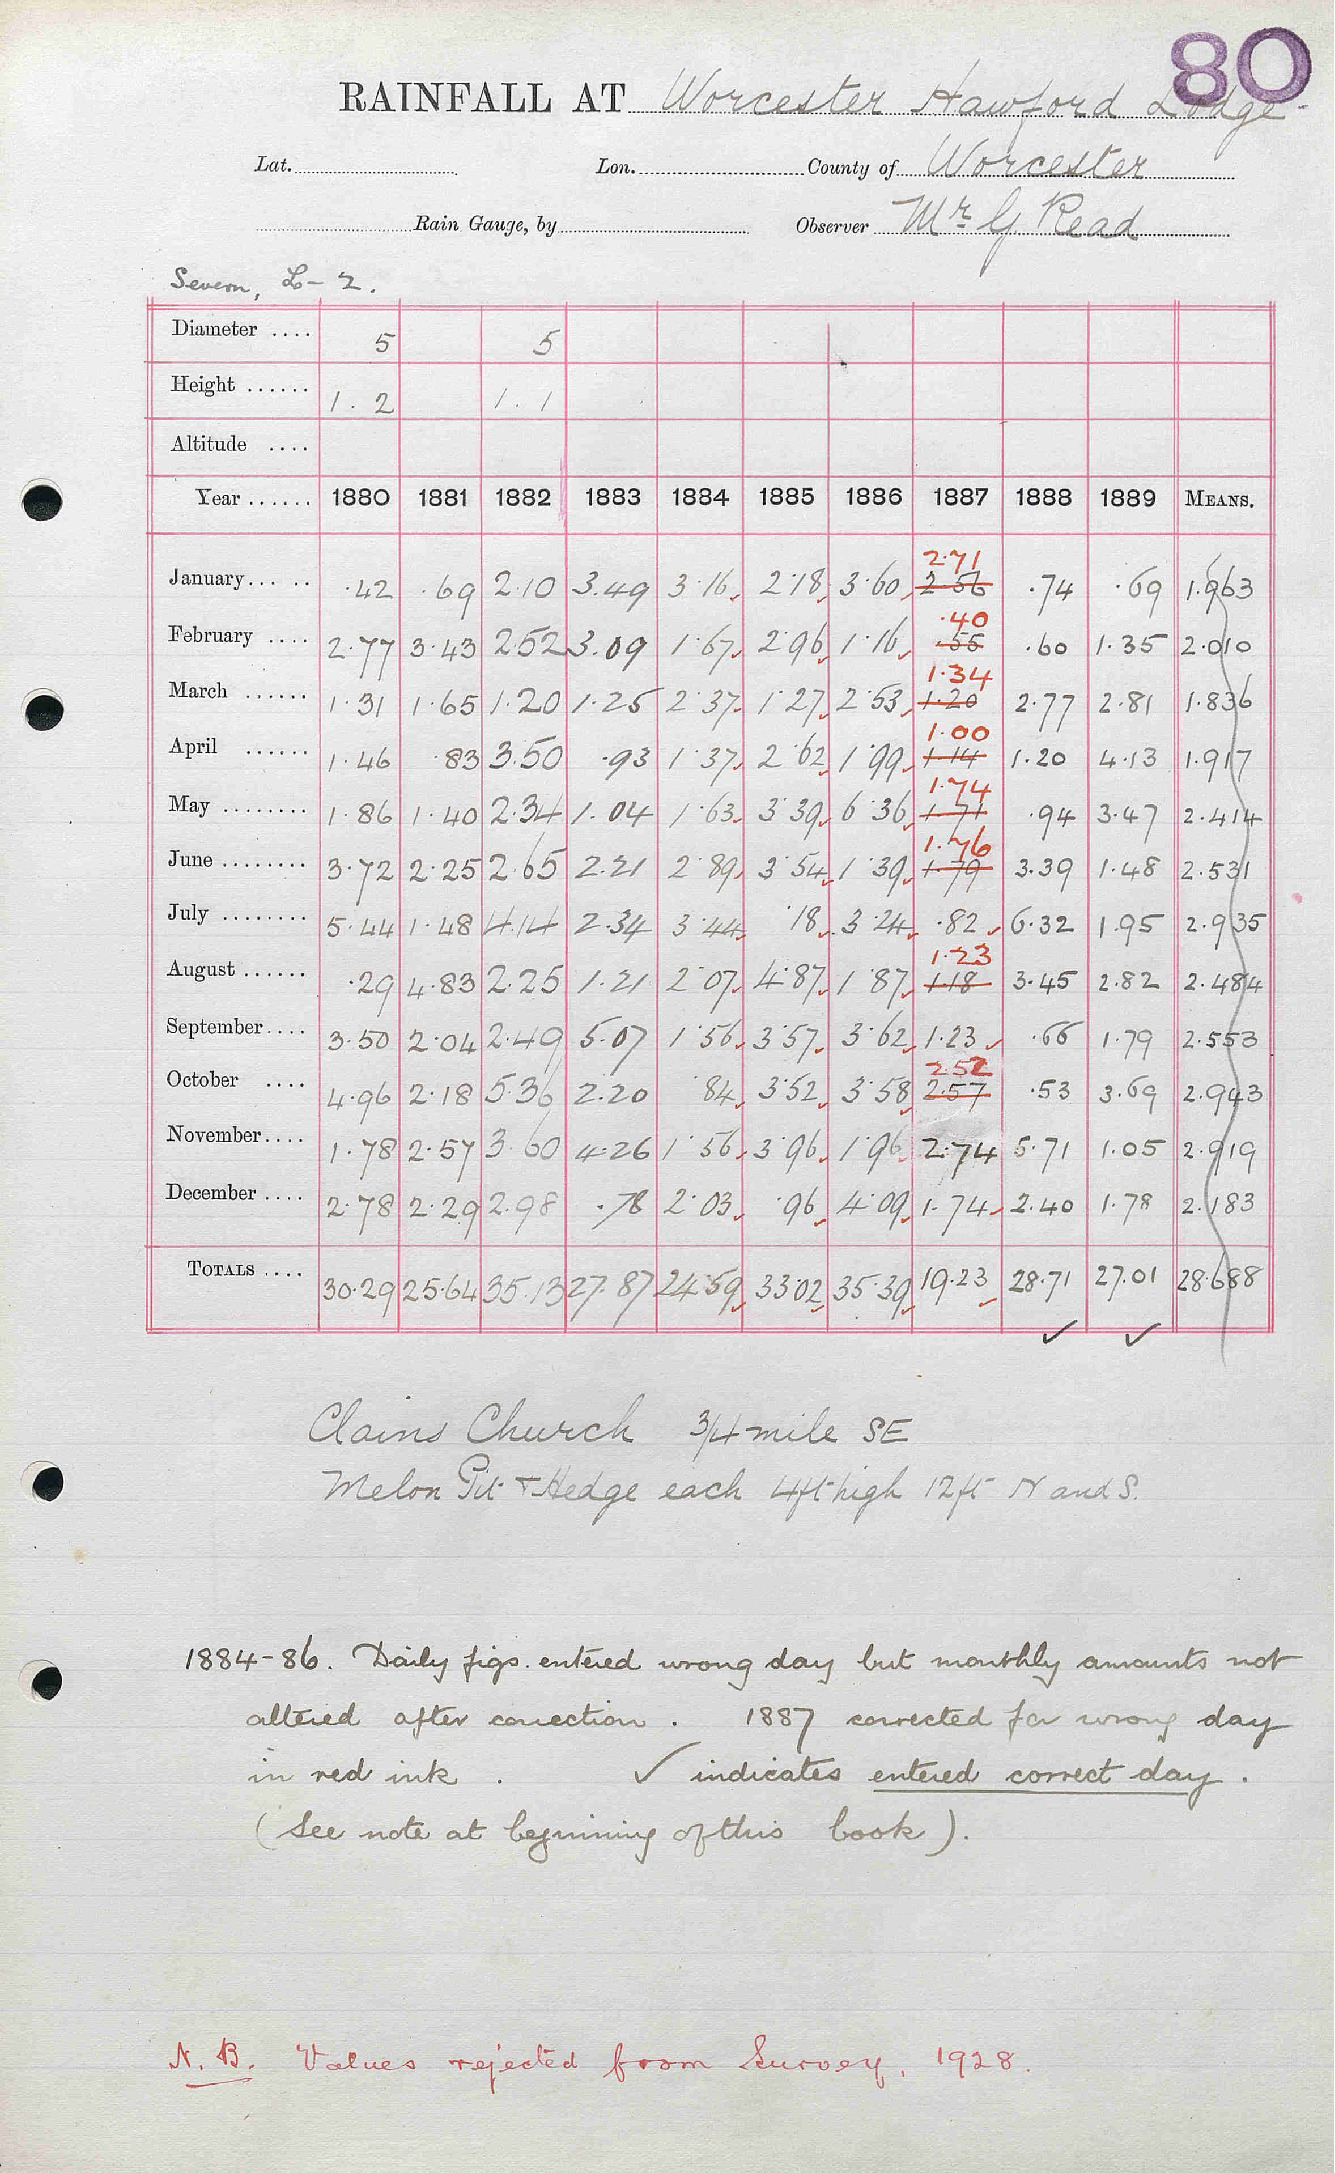 80
RAINFALL AT Worcester Hawford Lodge
Lat. Lon. County of Worcester
Rain Gauge, by Observer Mr G. Read
Severn, L-2.
Diameter .... 5 5
Height ...... 1. 2 1. 1
Altitude ....
Year ...... 1880 1881 1882 1883 1884 1885 1886 1887 1888 1889 MEANS.
2.71
January... .. .42 .69 2.10 3.49 3.16 2.18 3.60 2.56 .74 .69 1.963
.40
February .... 2.77 3.43 2.52 3.09 1.67 2.96 1.16 .55 .60 1.35 2.010
1.34
March ...... 1.31 1.65 1.20 1.25 2.37 1.27 2.53 1.20 2.77 2.81 1.836
1.00
April ...... 1.46 .83 3.50 .93 1.37 2.62 1.99 1.14 1.20 4.13 1.917
1.74
May ........ 1.86 1.40 2.34 1.04 1.63 3.39 6.36 1.71 .94 3.47 2.414
1.76
June ........ 3.72 2.25 2.65 2.21 2.89 3.54 1.39 1.79 3.39 1.48 2.531
July ........ 5.44 1.48 4.14 2.34 3.44 .18 3.24 .82 ✓ 6.32 1.95 2.935
1.23
August ...... .29 4.83 2.25 1.21 2.07 4.87 1.87 1.18 3.45 2.82 2.484
September.... 3.50 2.04 2.49 5.07 1.56 3.57 3.62 1.23 ✓ .66 1.79 2.553
2.52
October .... 4.96 2.18 5.36 2.20 .84 3.52 3.58 2.57 .53 3.69 2.943
November.... 1.78 2.57 3.60 4.26 1.56 3.96 1.96 2.74 5.71 1.05 2.919
December .... 2.78 2.29 2.98 .78 2.03 .96 4.09 1.74 ✓ 2.40 1.78 2.183
TOTALS .... 30.29 25.64 35.13 27.87 24.59 33.02 35.39 19.23 ✓ 28.71 27.01 28.688
✓ ✓
Clains Church 3/4 mile SE
Melon Pit & Hedge each 4ft high 12ft N and S.
1884-86. Daily figs. entered wrong day but monthly amounts not
altered after correction . 1887 corrected for wrong day
in red ink . ✓ indicates entered correct day .
(See note at beginning of this book).
N.B. Values rejected from Survey, 1928.